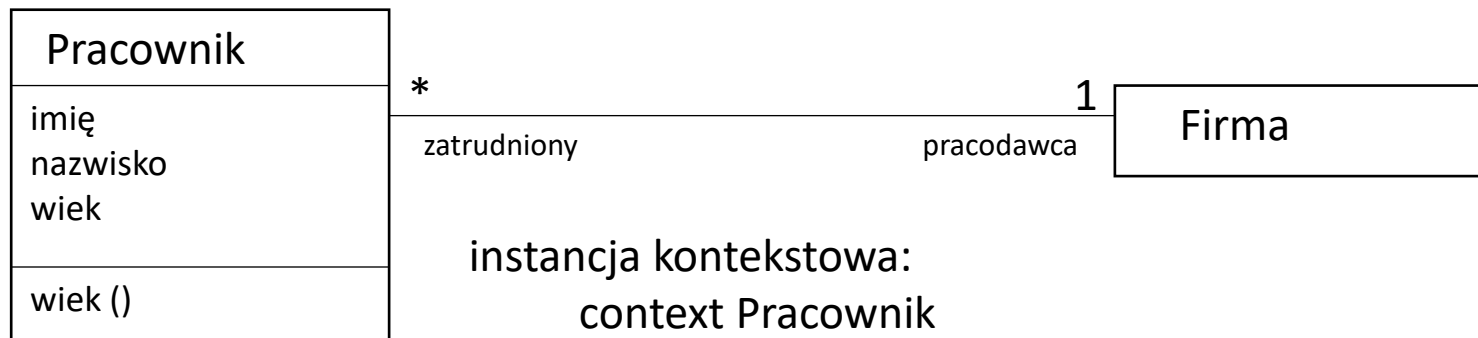 Pracownik
imię
nazwisko
wiek
wiek ()
*
zatrudniony
1
pracodawca
Firma
instancja kontekstowa:
context Pracownik